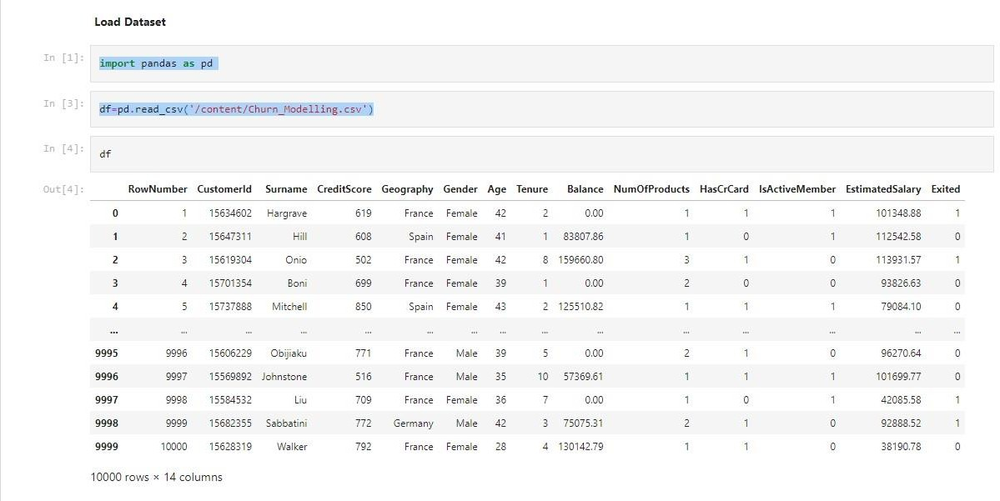 Load Dataset
In [1]: import pandas as pd
In [3]: df=pd.read_csv('/content/Churn_Modelling.csv')
In [4]: df
Out[4]: RowNumber CustomerId Surname CreditScore Geography Gender Age Tenure Balance NumOfProducts HasCrCard IsActiveMember EstimatedSalary Exited
0 1 15634602 Hargrave 619 France Female 42 2 0.00 1 1 1 101348.88 1
1 2 15647311 Hill 608 Spain Female 41 1 83807.86 1 0 1 112542.58 0
2 3 15619304 Onio 502 France Female 42 8 159660.80 3 1 0 113931.57 1
3 4 15701354 Boni 699 France Female 39 1 0.00 2 0 0 93826.63 0
4 5 15737888 Mitchell 850 Spain Female 43 2 125510.82 1 1 1 79084.10 0
... ... ... ... ... ... ... ... ... ... ... ... ... ... ...
9995 9996 15606229 Obijiaku 771 France Male 39 5 0.00 2 1 0 96270.64 0
9996 9997 15569892 Johnstone 516 France Male 35 10 57369.61 1 1 1 101699.77 0
9997 9998 15584532 Liu 709 France Female 36 7 0.00 1 0 1 42085.58 1
9998 9999 15682355 Sabbatini 772 Germany Male 42 3 75075.31 2 1 0 92888.52 1
9999 10000 15628319 Walker 792 France Female 28 4 130142.79 1 1 0 38190.78 0
10000 rows × 14 columns